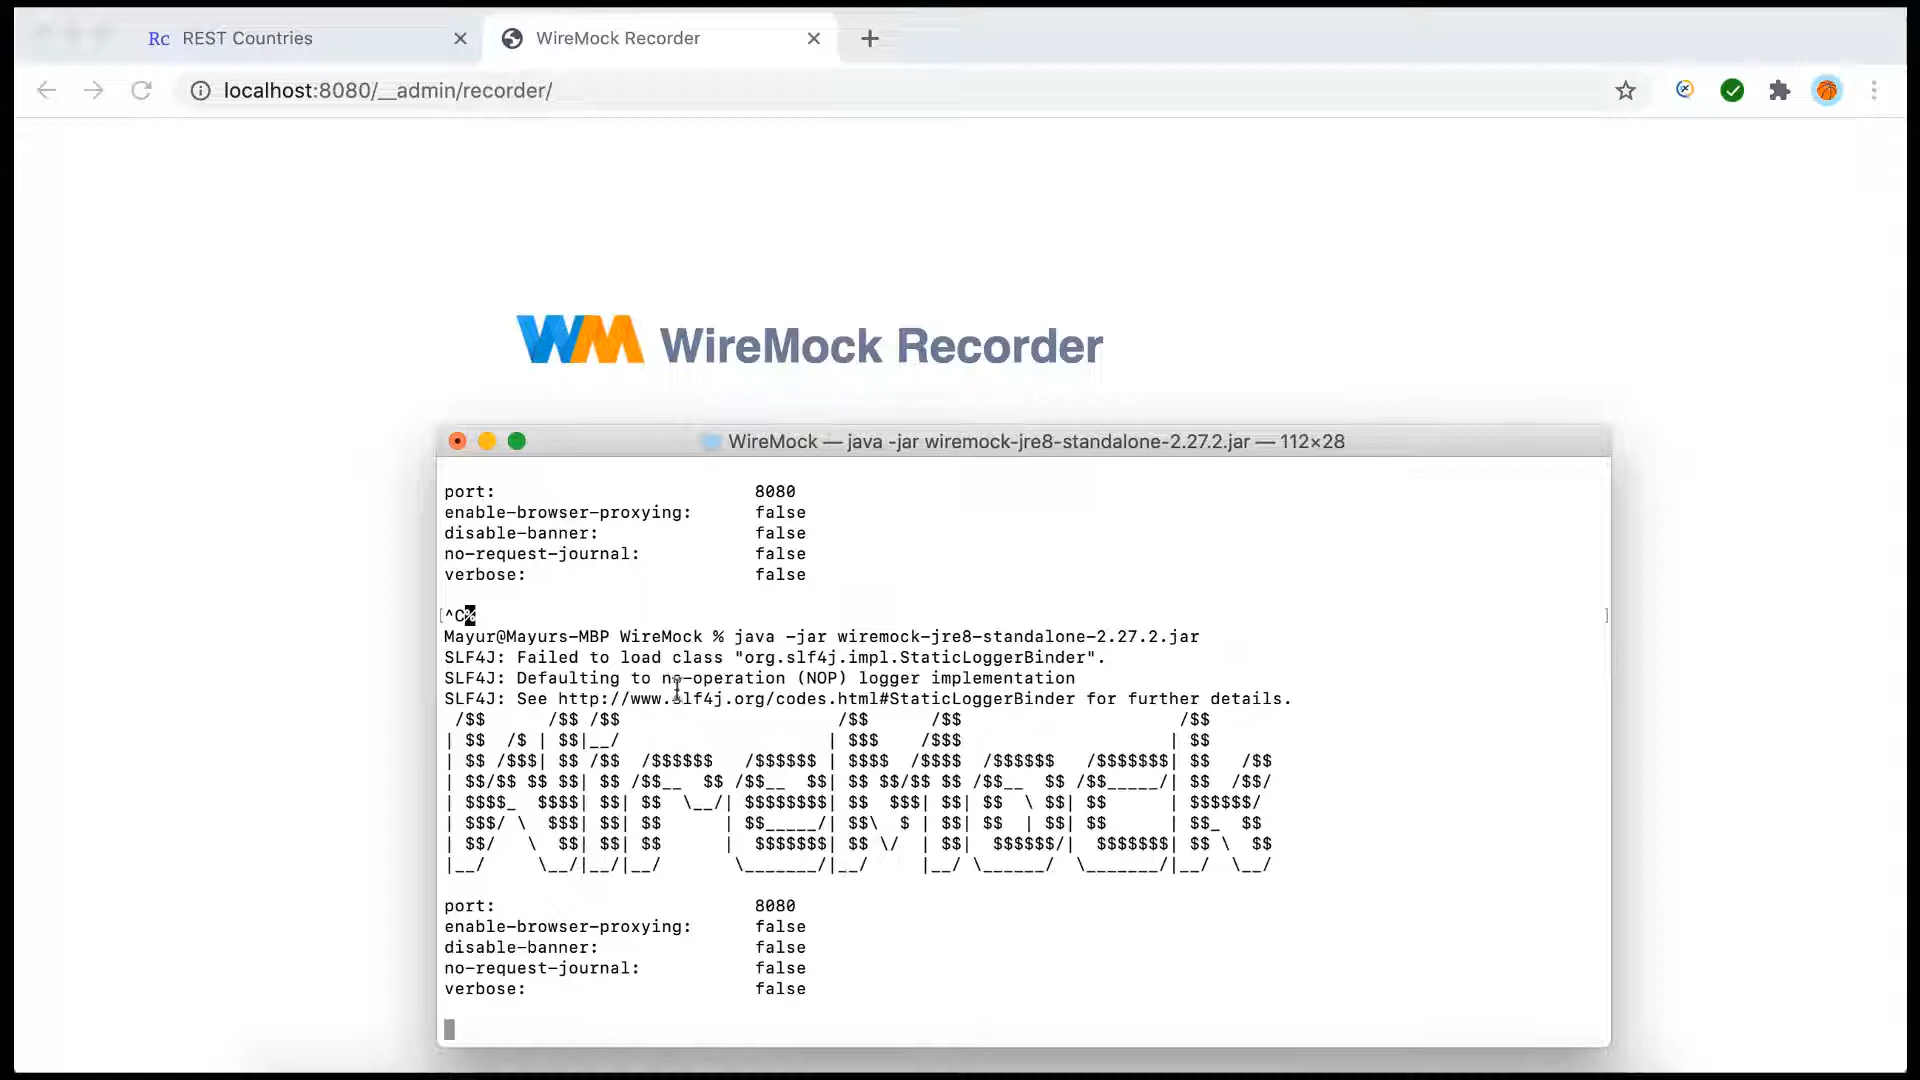 Rc REST Countries
WireMock Recorder
localhost:8080/__admin/recorder/
WM WireMock Recorder
WireMock — java -jar wiremock-jre8-standalone-2.27.2.jar — 112×28
port: 8080
enable-browser-proxying: false
disable-banner: false
no-request-journal: false
verbose: false
^C%
Mayur@Mayurs-MBP WireMock % java -jar wiremock-jre8-standalone-2.27.2.jar
SLF4J: Failed to load class "org.slf4j.impl.StaticLoggerBinder".
SLF4J: Defaulting to no-operation (NOP) logger implementation
SLF4J: See http://www.slf4j.org/codes.html#StaticLoggerBinder for further details.
WireMock
port: 8080
enable-browser-proxying: false
disable-banner: false
no-request-journal: false
verbose: false